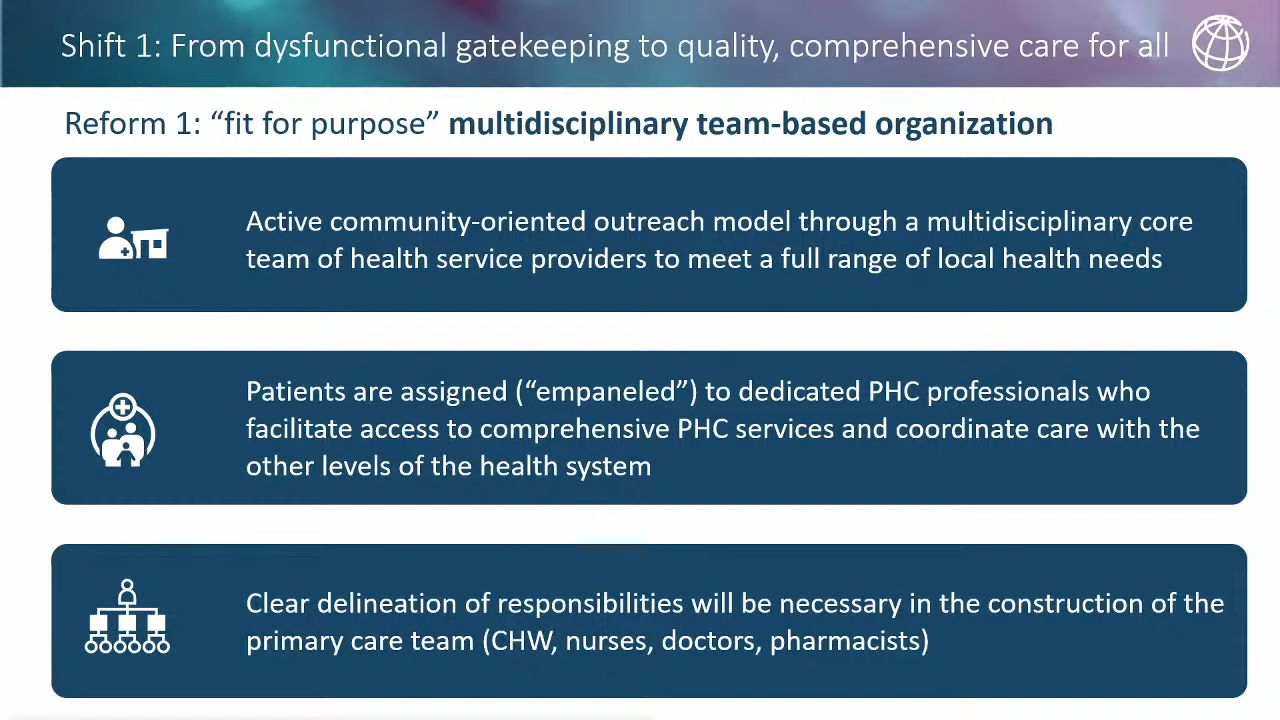 Shift 1: From dysfunctional gatekeeping to quality, comprehensive care for all
Reform 1: “fit for purpose” multidisciplinary team-based organization
Active community-oriented outreach model through a multidisciplinary core
team of health service providers to meet a full range of local health needs
Patients are assigned (“empaneled”) to dedicated PHC professionals who
facilitate access to comprehensive PHC services and coordinate care with the
other levels of the health system
Clear delineation of responsibilities will be necessary in the construction of the
primary care team (CHW, nurses, doctors, pharmacists)